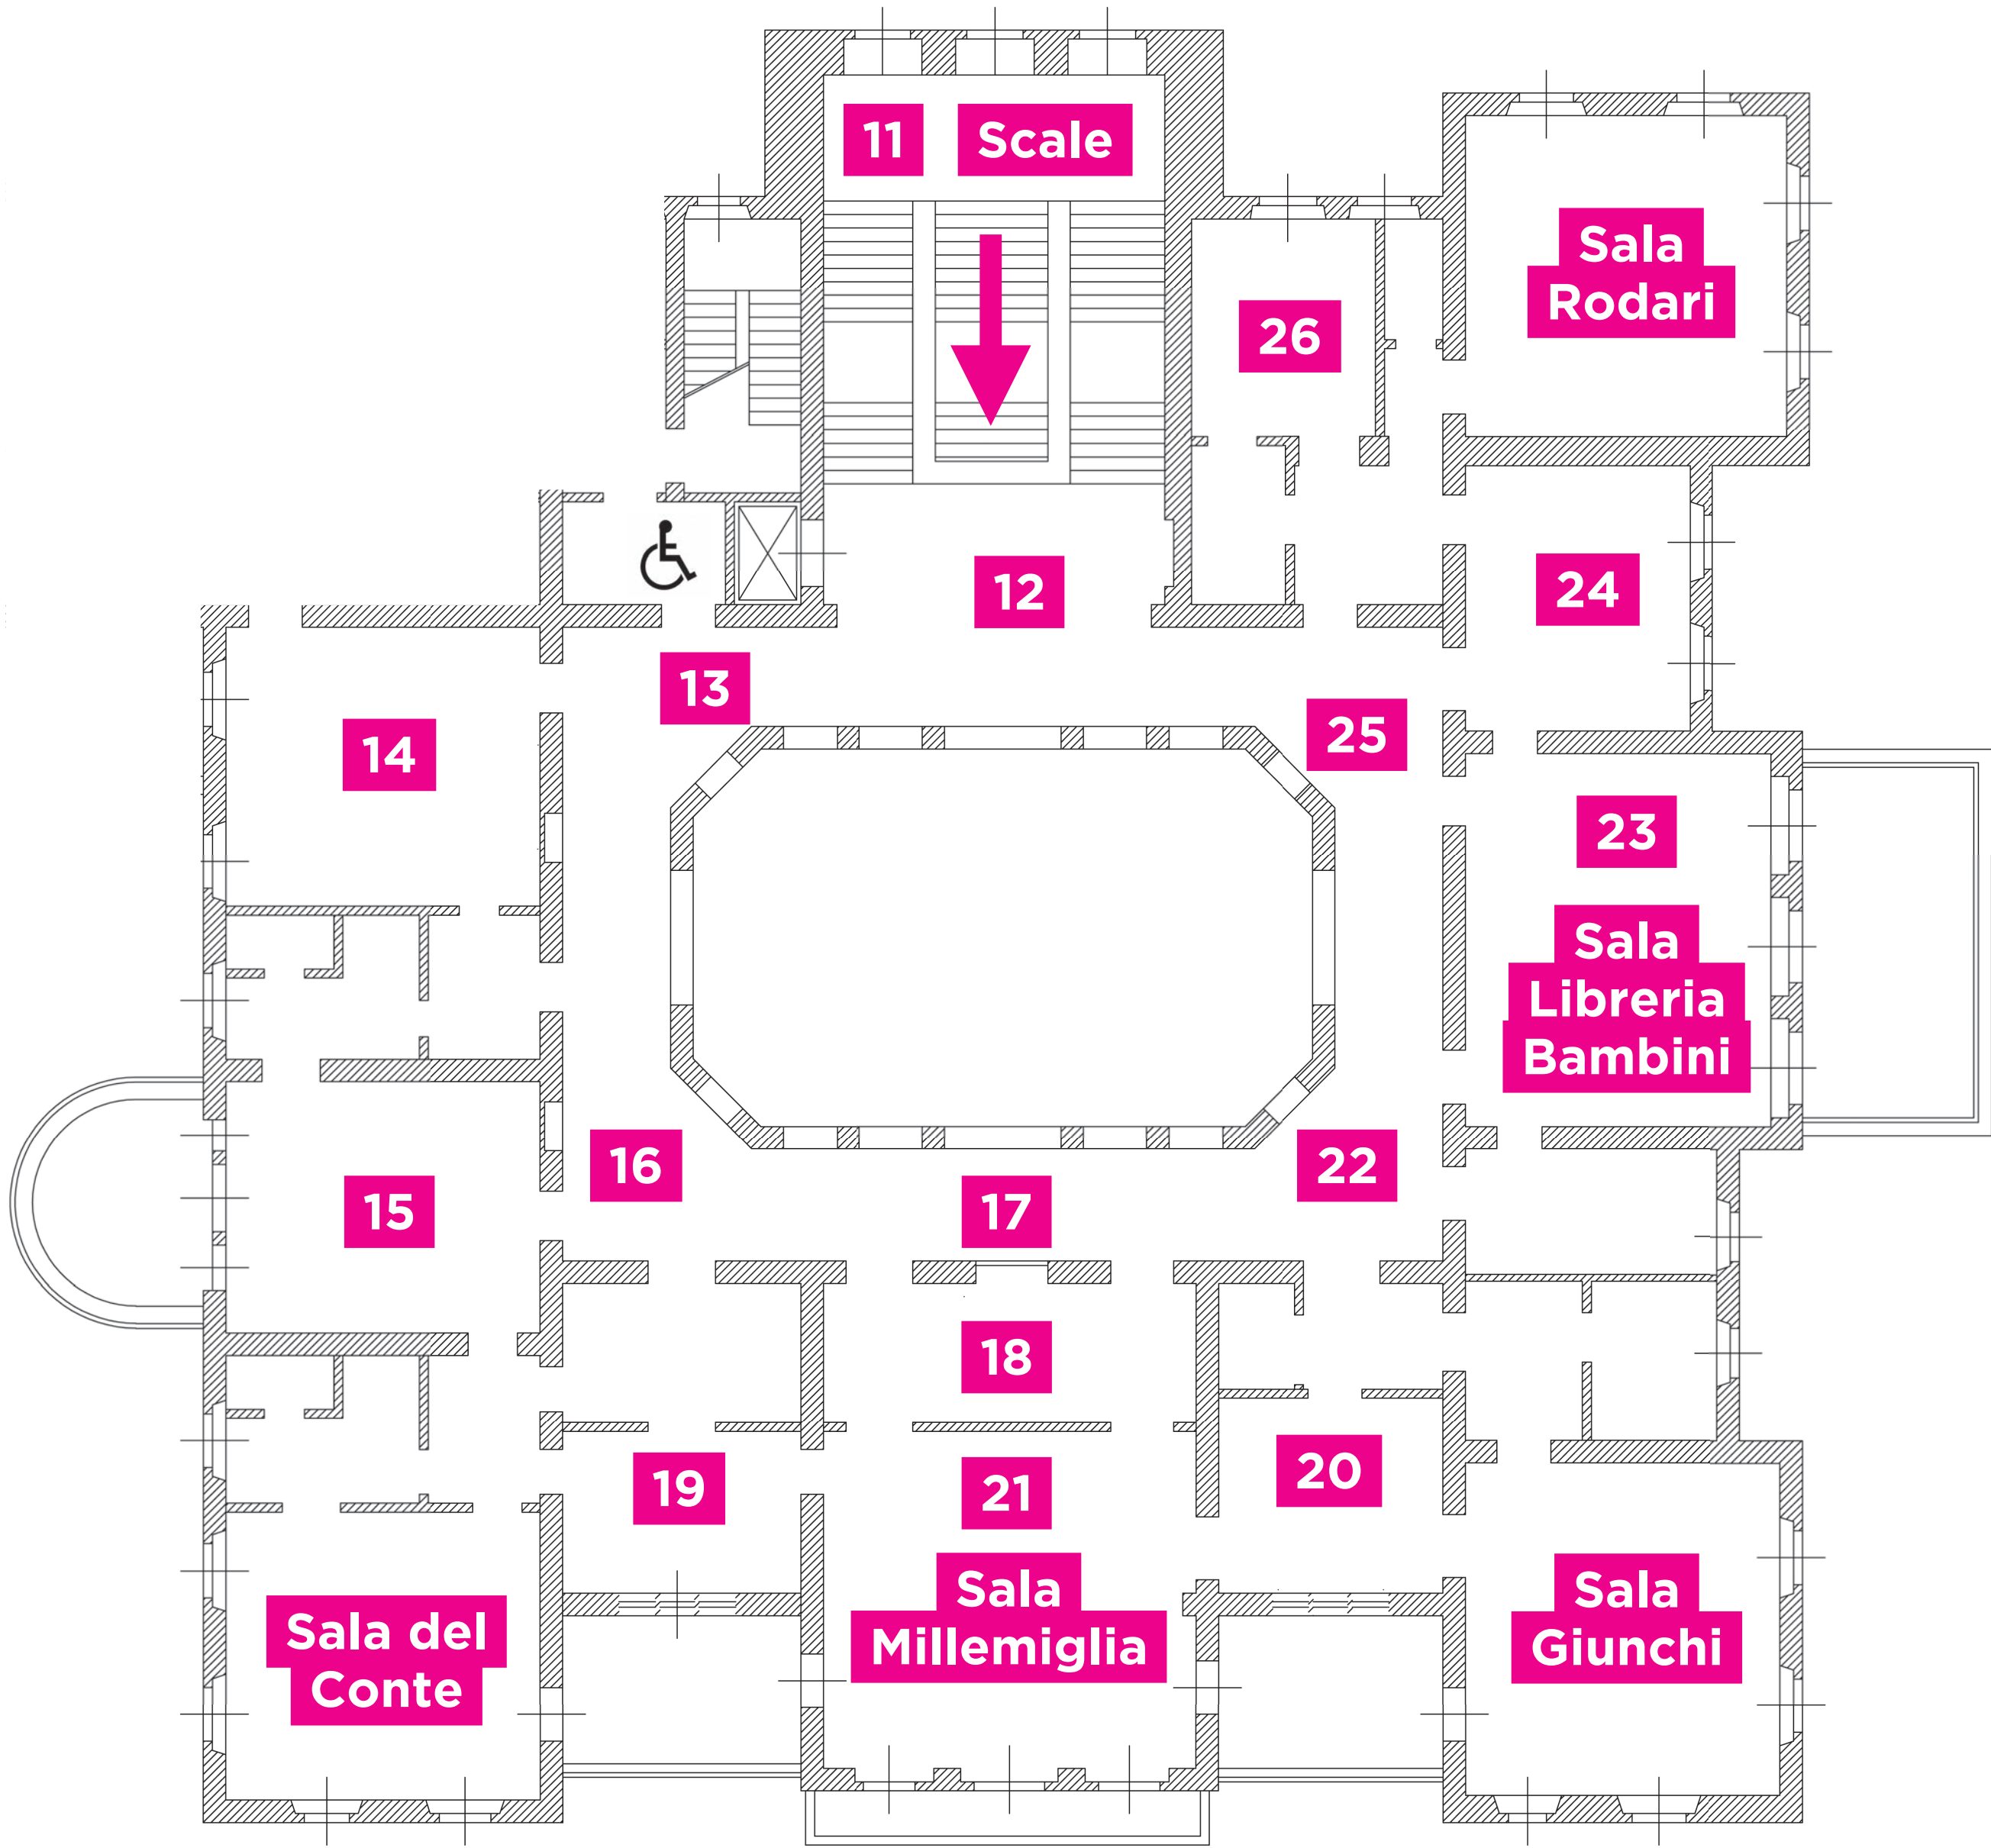 11 Scale
Sala
Rodari
26
12
24
13
25
14
23
Sala
Libreria
Bambini
16
22
15
17
18
20
19
21
Sala
Millemiglia
Sala
Giunchi
Sala del
Conte